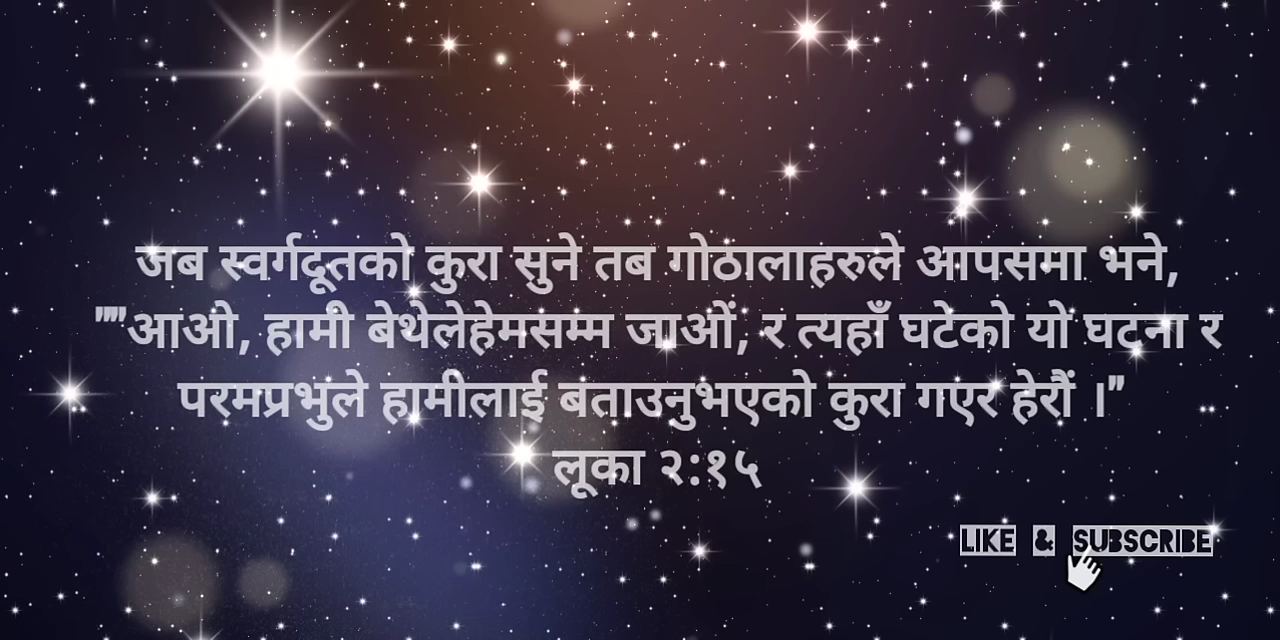 जब स्वर्गदूतको कुरा सुने तब गोठालाहरुले आपसमा भने,
""आओ, हामी बेथेलेहेमसम्म जाओं, र त्यहाँ घटेको यो घटना र
परमप्रभुले हामीलाई बताउनुभएको कुरा गएर हेरौं ।"
लूका २:१५
LIKE & SUBSCRIBE